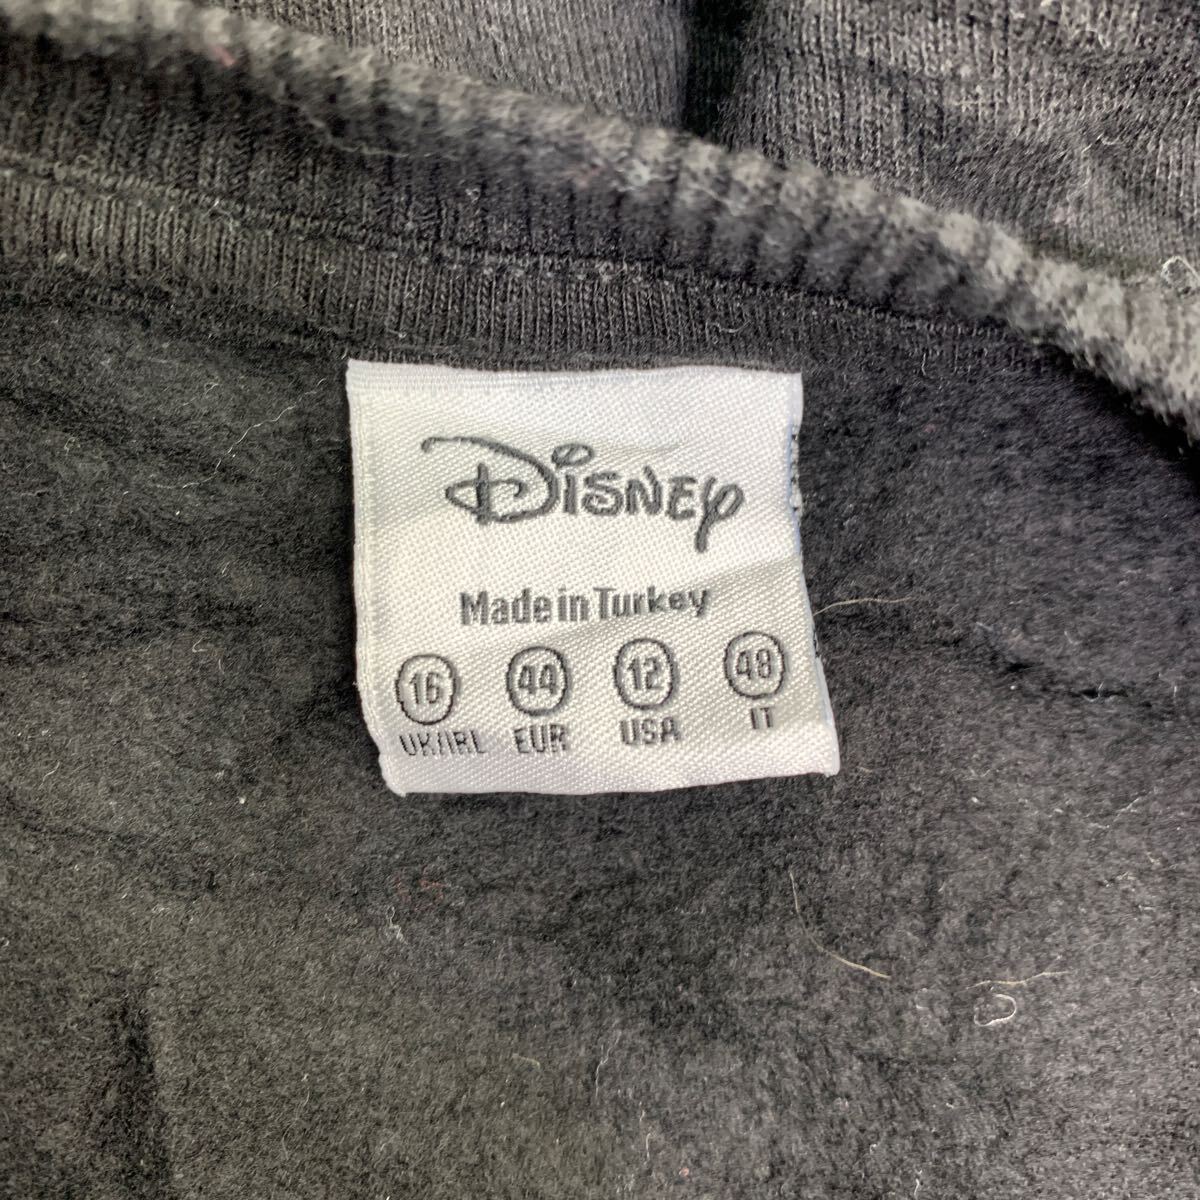 Disney
Made in Turkey
16 44 12 48
UK/IRL EUR USA IT